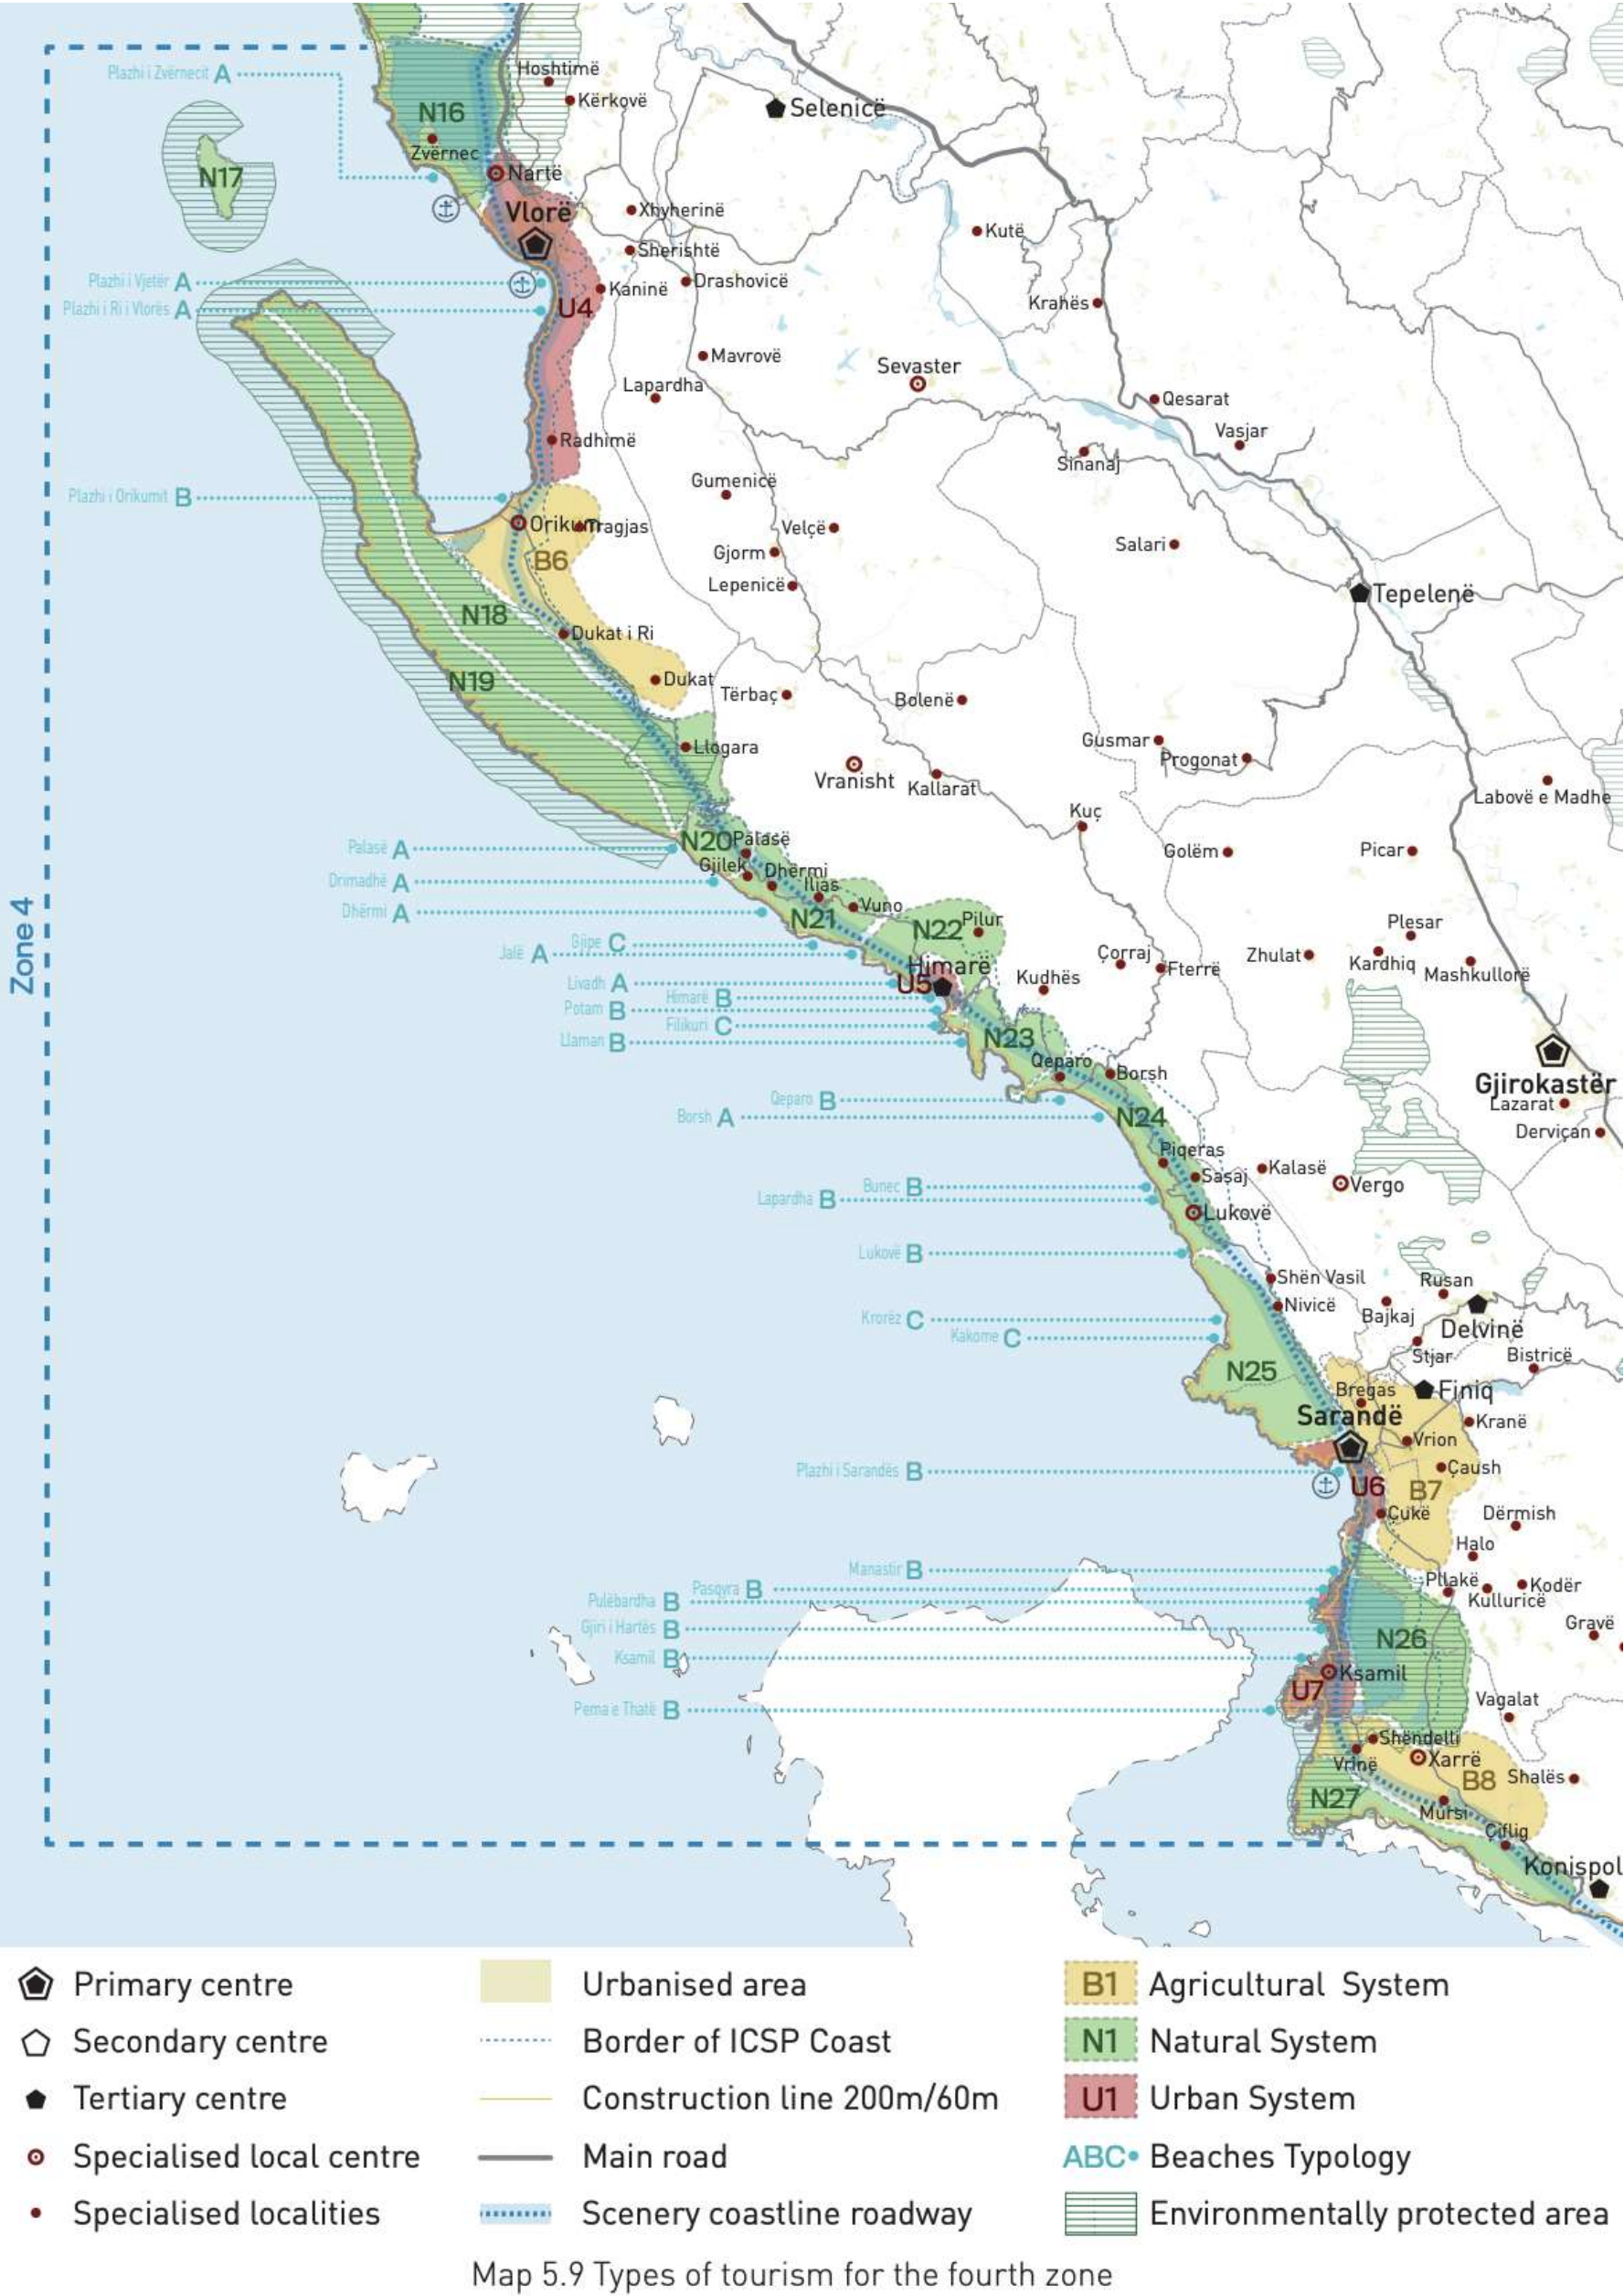 Plazhi i Zvërnecit A
Hoshtimë
Kërkovë
Selenicë
N16
Zvërnec
N17
Nartë
Vlorë
Xhyherinë
Kutë
Sherishtë
Plazhi i Vjetër A
Drashovicë
Kaninë
Plazhi i Ri i Vlorës A
U4
Krahës
Mavrovë
Sevaster
Lapardha
Qesarat
Vasjar
Radhimë
Sinanaj
Gumenicë
Plazhi i Orikumit B
Orikum
Tragjas
Velçë
Salari
Gjorm
B6
Lepenicë
Tepelenë
N18
Dukat i Ri
N19
Dukat
Tërbaç
Bolenë
Llogara
Gusmar
Progonat
Vranisht
Kallarat
Labovë e Madhe
Kuç
N20
Palasë
Palasë A
Golëm
Picar
Gjilek
Dhërmi
Drimadhë A
Ilias
Zone 4
Dhërmi A
Vuno
N21
N22
Pilur
Plesar
Gjipe C
Jalë A
Çorraj
Zhulat
Kardhiq
Himarë
Fterrë
Mashkullorë
Kudhës
Livadh A
U5
Himarë B
Potam B
Filikuri C
Llaman B
N23
Qeparo
Borsh
Gjirokastër
Qeparo B
Lazarat
Borsh A
N24
Derviçan
Piqeras
Sasaj
Kalasë
Vergo
Bunec B
Lapardha B
Lukovë
Lukovë B
Shën Vasil
Rusan
Nivicë
Bajkaj
Krorëz C
Delvinë
Kakome C
Stjar
Bistricë
N25
Bregas
Finiq
Sarandë
Kranë
Vrion
Çaush
Plazhi i Sarandës B
U6
B7
Çukë
Dërmish
Halo
Manastir B
Pllakë
Kodër
Pasqyra B
Kulluricë
Pulëbardha B
Gravë
Gjiri i Hartës B
N26
Ksamil B
Ksamil
U7
Vagalat
Pema e Thatë B
Shëndelli
Xarrë
Vrinë
B8
Shalës
N27
Mursi
Çiflig
Konispol
Primary centre
Secondary centre
Tertiary centre
Specialised local centre
Specialised localities
Urbanised area
Border of ICSP Coast
Construction line 200m/60m
Main road
Scenery coastline roadway
B1 Agricultural System
N1 Natural System
U1 Urban System
ABC Beaches Typology
Environmentally protected area
Map 5.9 Types of tourism for the fourth zone